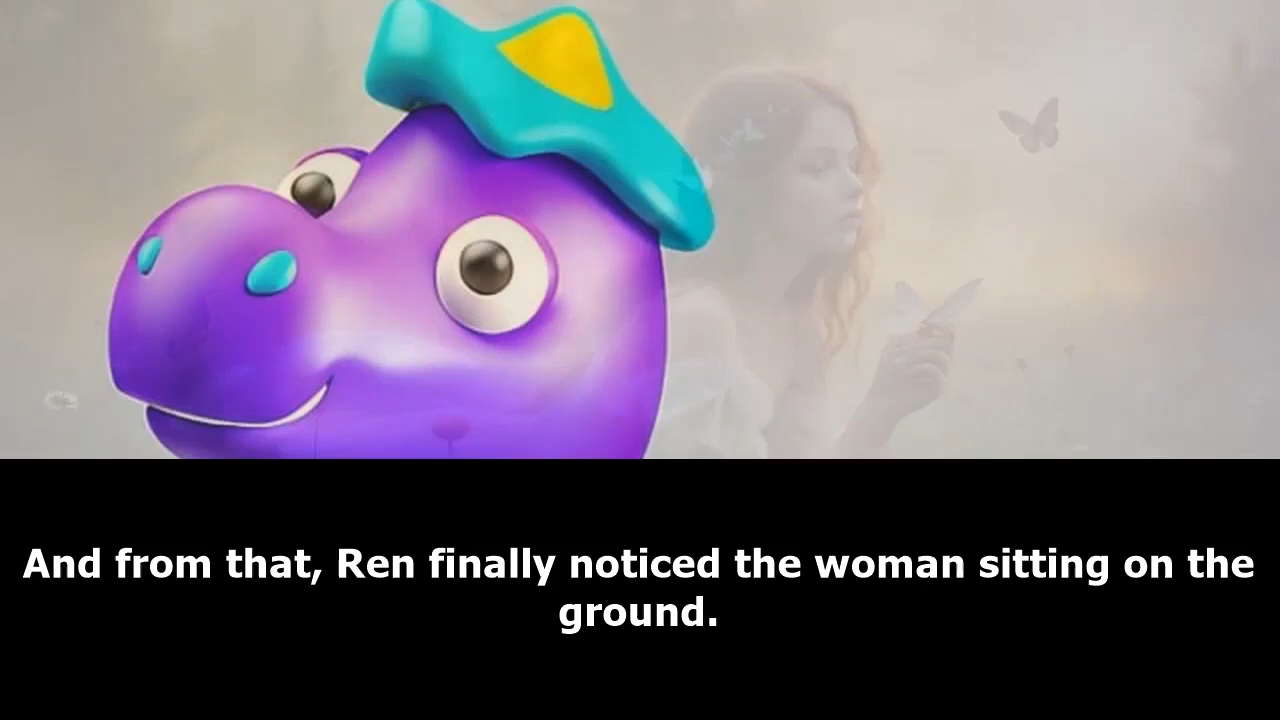 And from that, Ren finally noticed the woman sitting on the
ground.